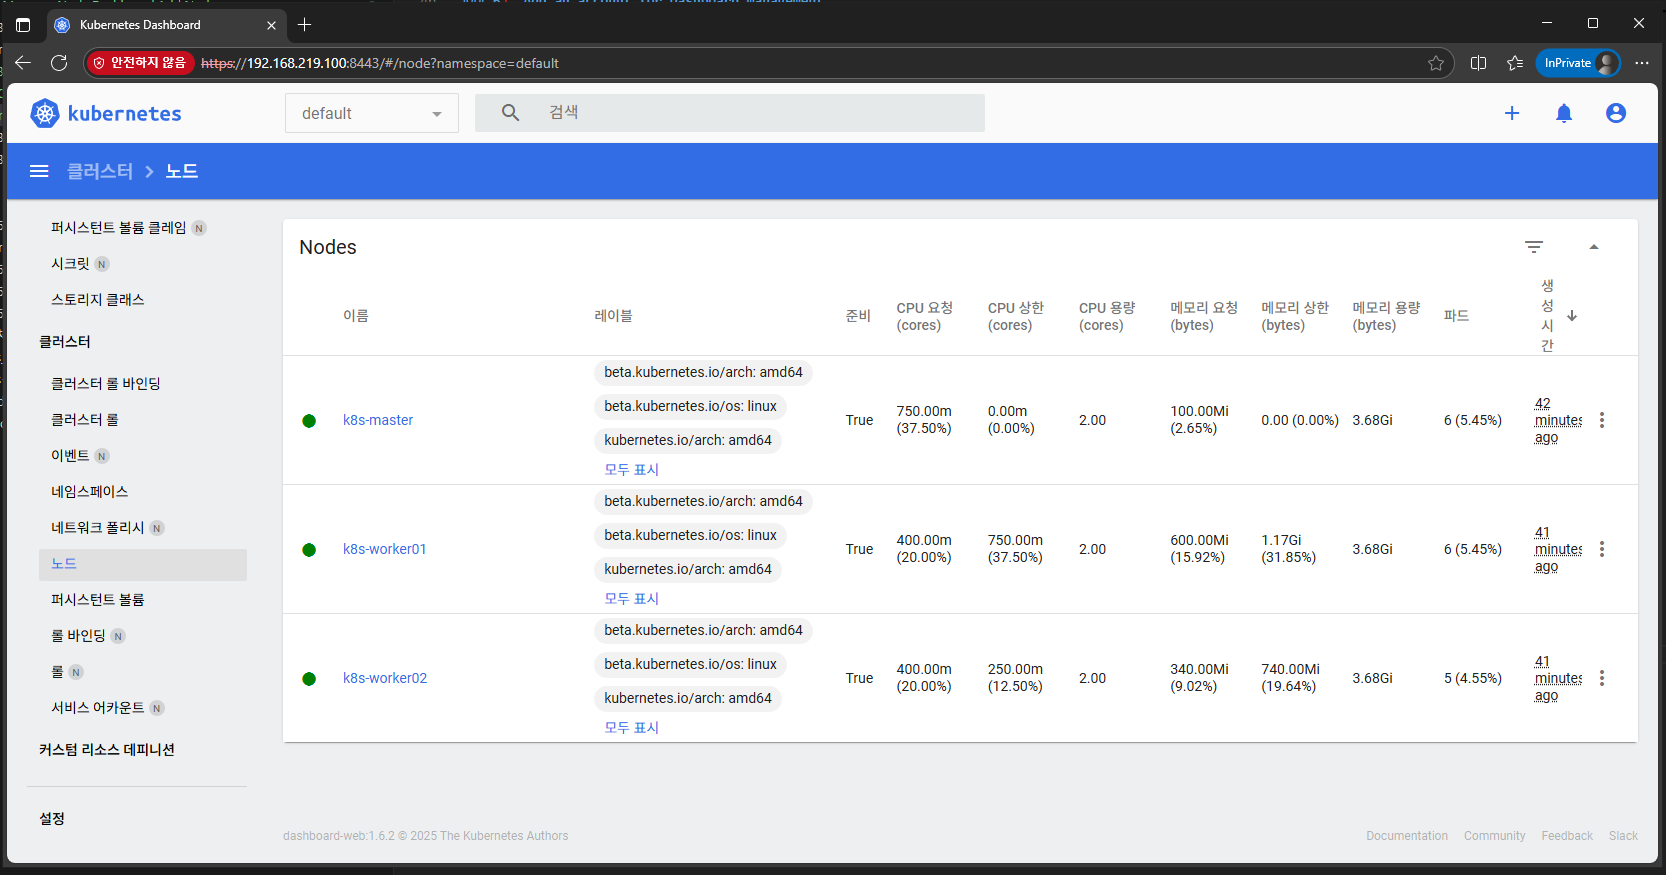 Kubernetes Dashboard
안전하지 않음
https://192.168.219.100:8443/#/node?namespace=default
InPrivate
kubernetes
default
검색
클러스터 > 노드
퍼시스턴트 볼륨 클레임 N
시크릿 N
스토리지 클래스
클러스터
클러스터 롤 바인딩
클러스터 롤
이벤트 N
네임스페이스
네트워크 폴리시 N
노드
퍼시스턴트 볼륨
롤 바인딩 N
롤 N
서비스 어카운트 N
커스텀 리소스 데피니션
설정
Nodes
이름
레이블
준비
CPU 요청
(cores)
CPU 상한
(cores)
CPU 용량
(cores)
메모리 요청
(bytes)
메모리 상한
(bytes)
메모리 용량
(bytes)
파드
생
성
시
간
k8s-master
beta.kubernetes.io/arch: amd64
beta.kubernetes.io/os: linux
kubernetes.io/arch: amd64
모두 표시
True
750.00m
(37.50%)
0.00m
(0.00%)
2.00
100.00Mi
(2.65%)
0.00 (0.00%)
3.68Gi
6 (5.45%)
42
minutes
ago
k8s-worker01
beta.kubernetes.io/arch: amd64
beta.kubernetes.io/os: linux
kubernetes.io/arch: amd64
모두 표시
True
400.00m
(20.00%)
750.00m
(37.50%)
2.00
600.00Mi
(15.92%)
1.17Gi
(31.85%)
3.68Gi
6 (5.45%)
41
minutes
ago
k8s-worker02
beta.kubernetes.io/arch: amd64
beta.kubernetes.io/os: linux
kubernetes.io/arch: amd64
모두 표시
True
400.00m
(20.00%)
250.00m
(12.50%)
2.00
340.00Mi
(9.02%)
740.00Mi
(19.64%)
3.68Gi
5 (4.55%)
41
minutes
ago
dashboard-web:1.6.2 © 2025 The Kubernetes Authors
Documentation
Community
Feedback
Slack